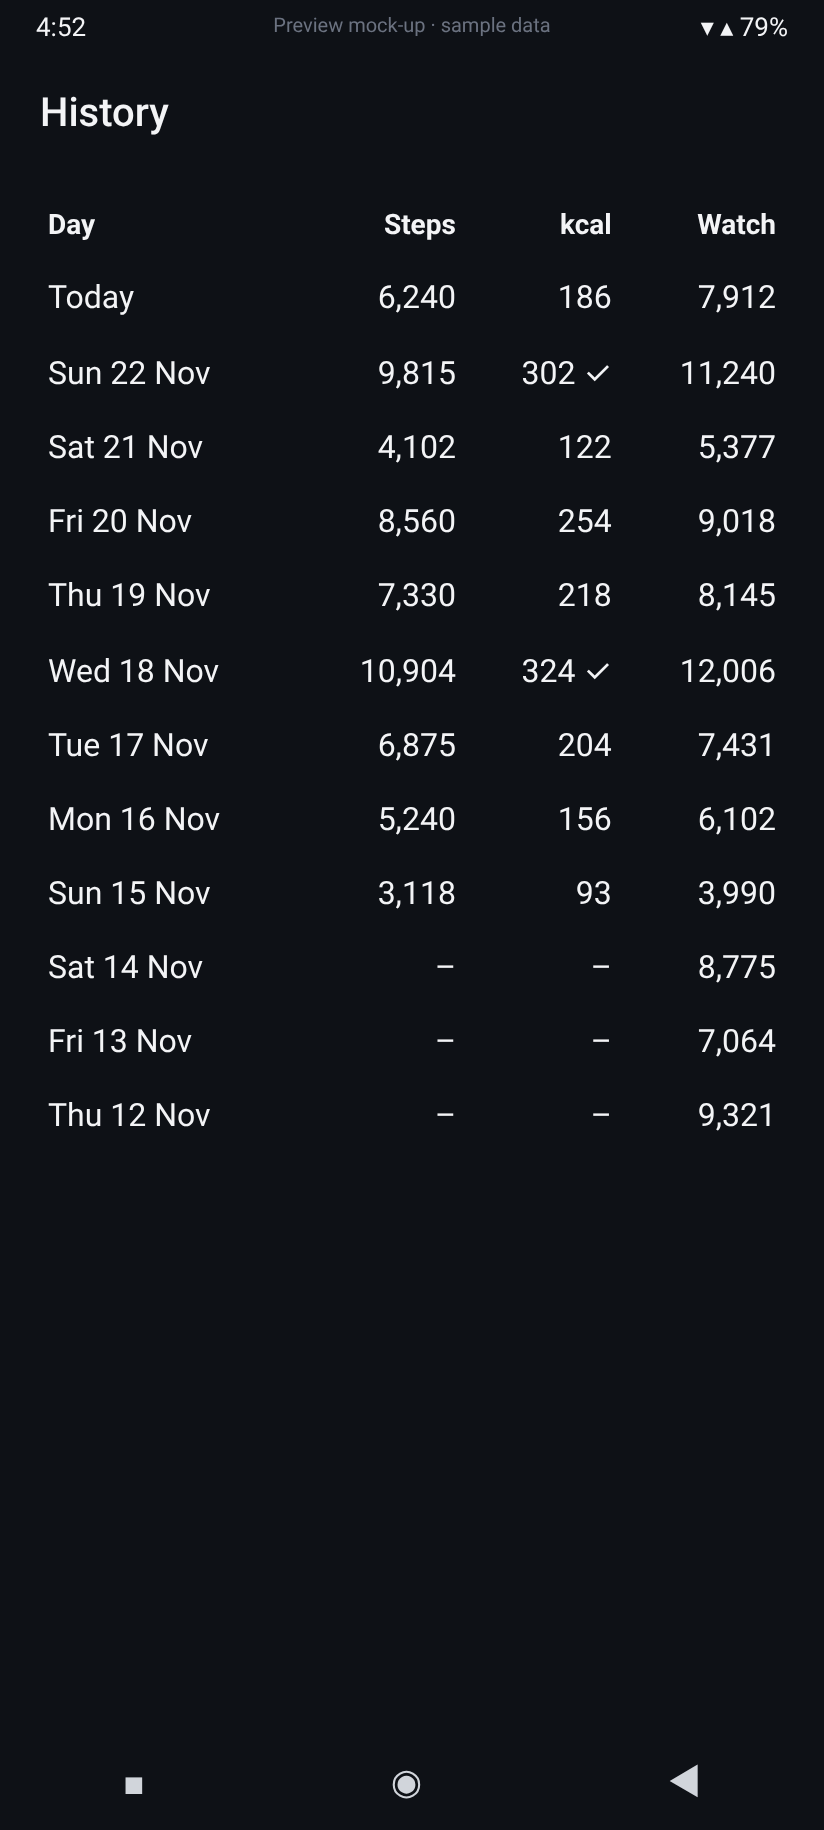 4:52 Preview mock-up · sample data ▾ ▴ 79%
History
Day Steps kcal Watch
Today 6,240 186 7,912
Sun 22 Nov 9,815 302 ✓ 11,240
Sat 21 Nov 4,102 122 5,377
Fri 20 Nov 8,560 254 9,018
Thu 19 Nov 7,330 218 8,145
Wed 18 Nov 10,904 324 ✓ 12,006
Tue 17 Nov 6,875 204 7,431
Mon 16 Nov 5,240 156 6,102
Sun 15 Nov 3,118 93 3,990
Sat 14 Nov – – 8,775
Fri 13 Nov – – 7,064
Thu 12 Nov – – 9,321